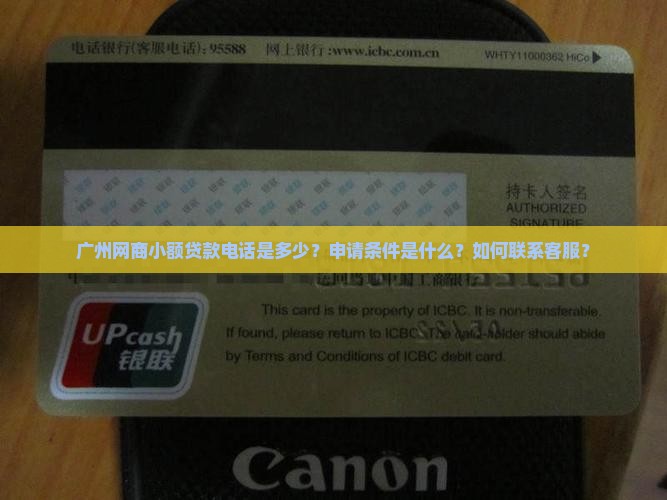 电话银行(客服电话):95588 网上银行:www.icbc.com.cn WHTY11000362 HiCo
持卡人签名
AUTHORIZED
广州网商小额贷款电话是多少?申请条件是什么?如何联系客服?
This card is the property of ICBC. It is non-transferable.
If found, please return to ICBC. The card-holder should abide
by Terms and Conditions of ICBC debit card.
UPcash
银联
Canon